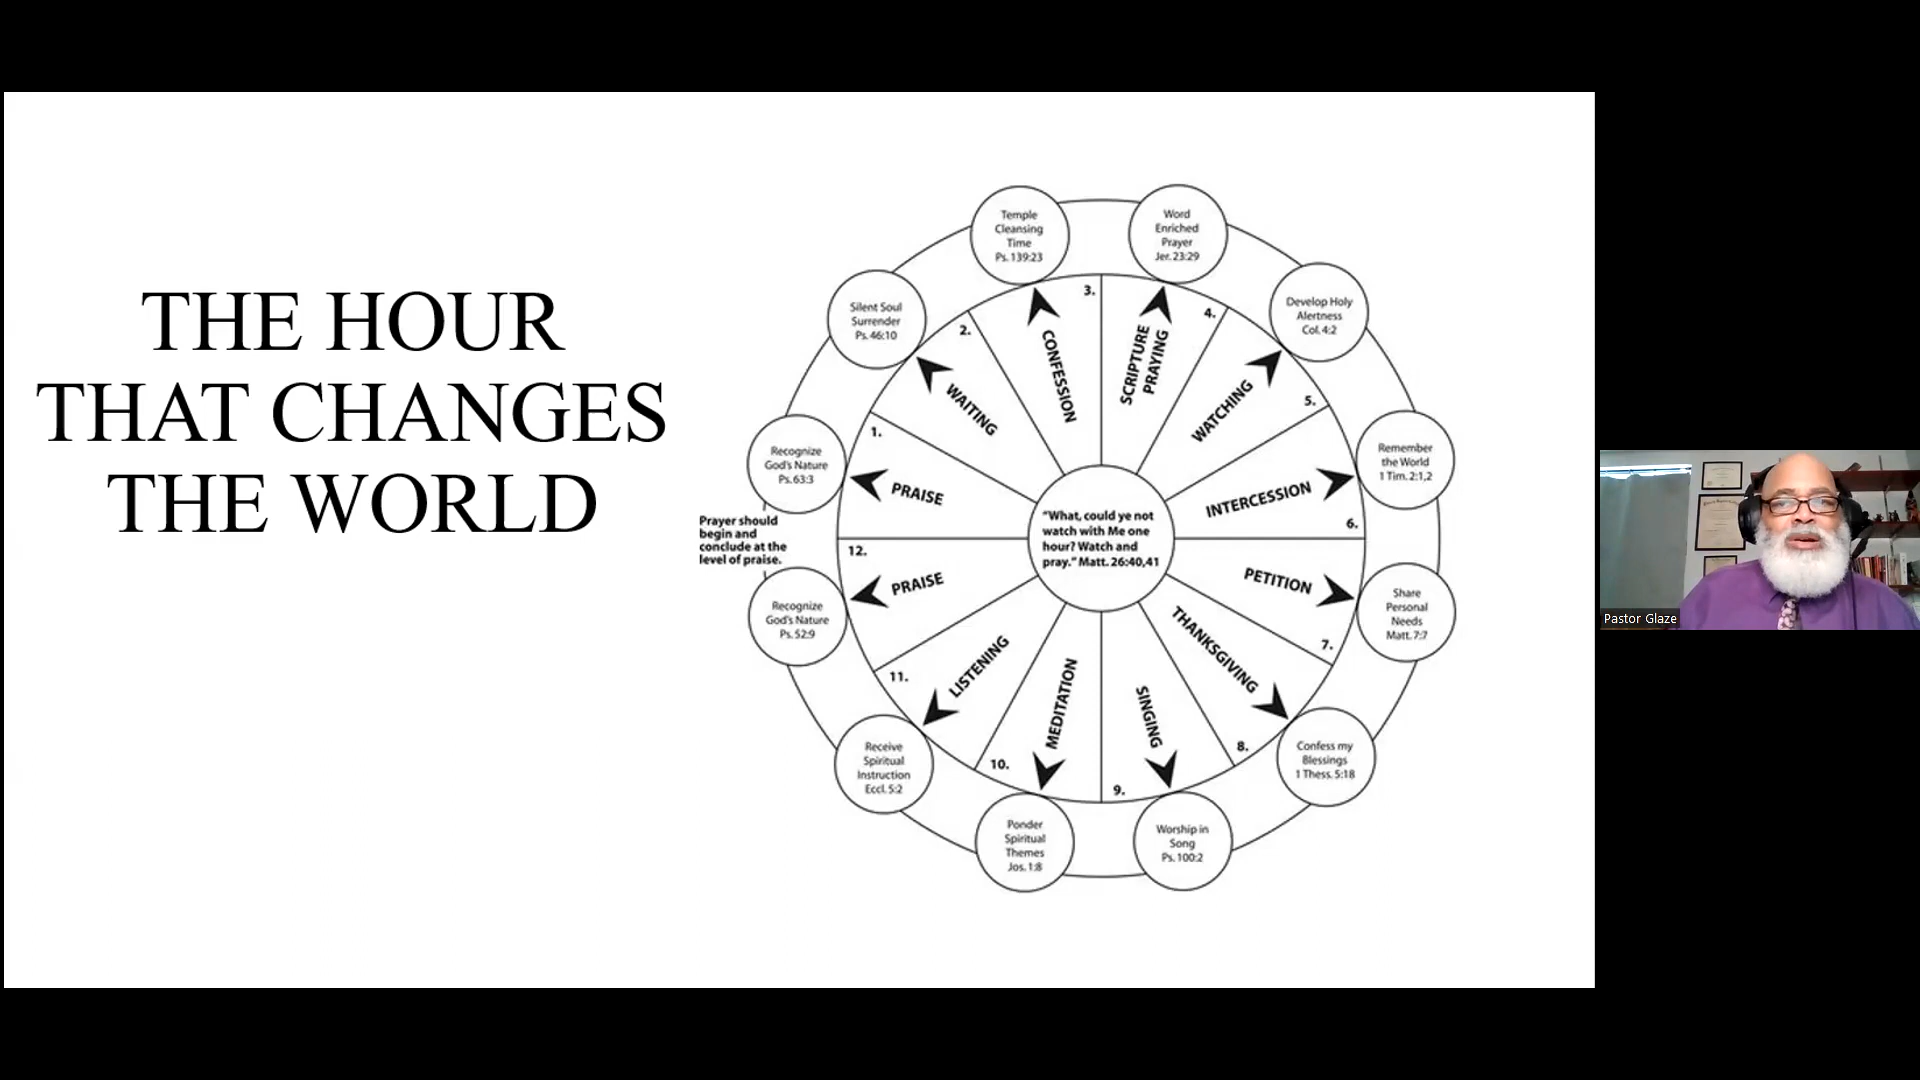 THE HOUR
THAT CHANGES
THE WORLD
Temple
Cleansing
Time
Ps. 139:23
Word
Enriched
Prayer
Jer. 23:29
Silent Soul
Surrender
Ps. 46:10
Develop Holy
Alertness
Col. 4:2
Recognize
God's Nature
Ps. 63:3
Remember
the World
1 Tim. 2:1,2
Prayer should
begin and
conclude at the
level of praise.
Recognize
God's Nature
Ps. 52:9
Share
Personal
Needs
Matt. 7:7
Receive
Spiritual
Instruction
Eccl. 5:2
Confess my
Blessings
1 Thess. 5:18
Ponder
Spiritual
Themes
Jos. 1:8
Worship in
Song
Ps. 100:2
1.
PRAISE
2.
WAITING
3.
CONFESSION
4.
SCRIPTURE
PRAYING
5.
WATCHING
6.
INTERCESSION
7.
PETITION
8.
THANKSGIVING
9.
SINGING
10.
MEDITATION
11.
LISTENING
12.
PRAISE
"What, could ye not
watch with Me one
hour? Watch and
pray." Matt. 26:40,41
Pastor Glaze